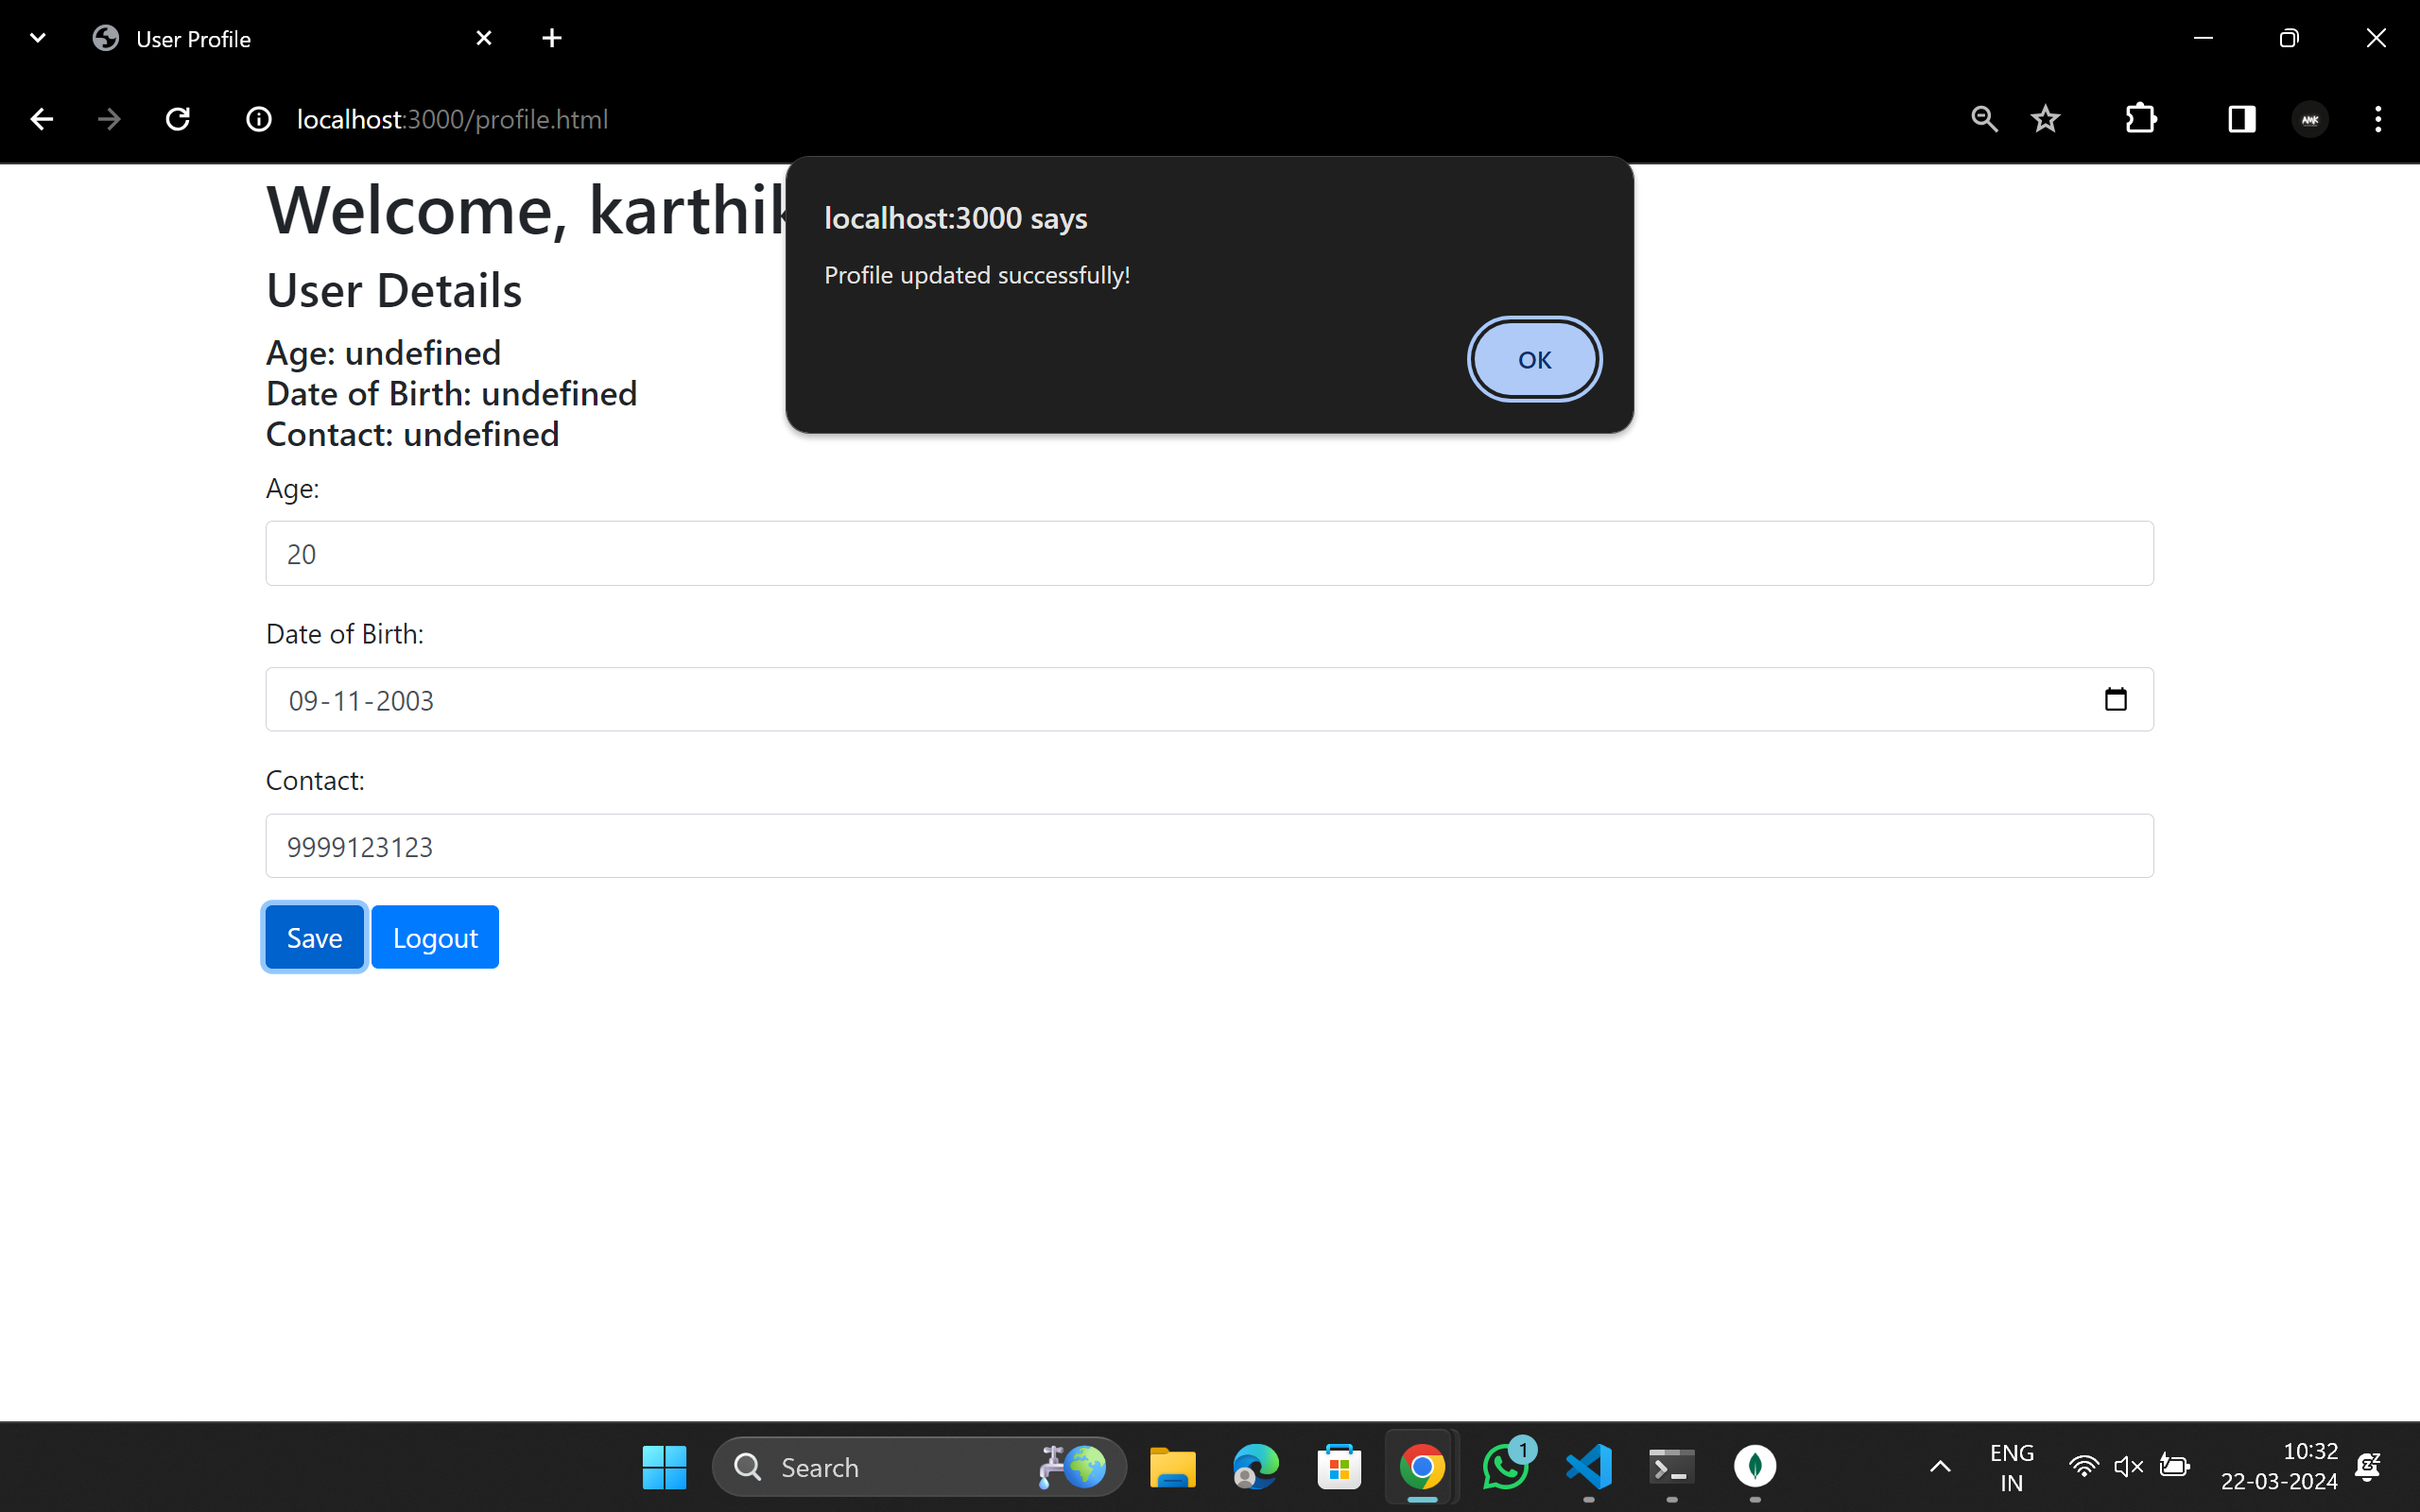 User Profile
localhost:3000/profile.html
localhost:3000 says
Profile updated successfully!
OK
Welcome, karthik
User Details
Age: undefined
Date of Birth: undefined
Contact: undefined
Age:
20
Date of Birth:
09-11-2003
Contact:
9999123123
Save Logout
Search
1
ENG
IN
10:32
22-03-2024